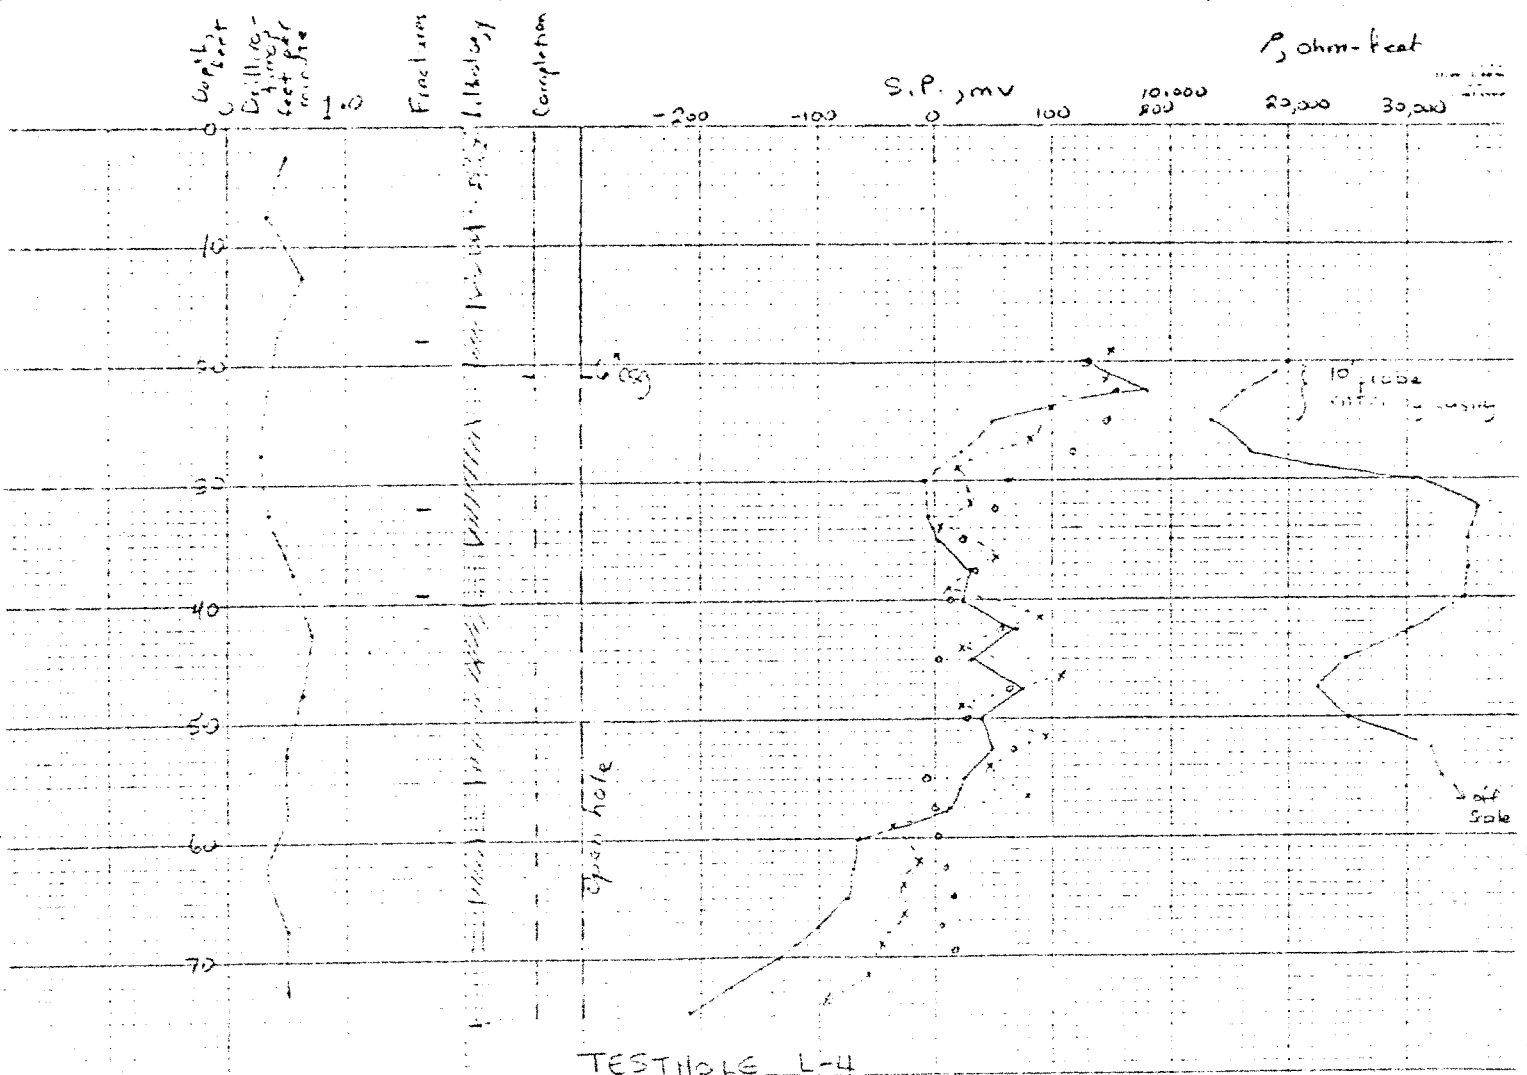 Depth, feet
Drilling-time, feet per minute
Fractures
Lithology
Completion
S.P., mv
ρ, ohm-feet
0
1.0
-200
-100
0
100
10,000
20,000
30,000
0
10
20
6" csg
10' probe
30
40
50
open hole
off
Scale
60
70
TESTHOLE L-4